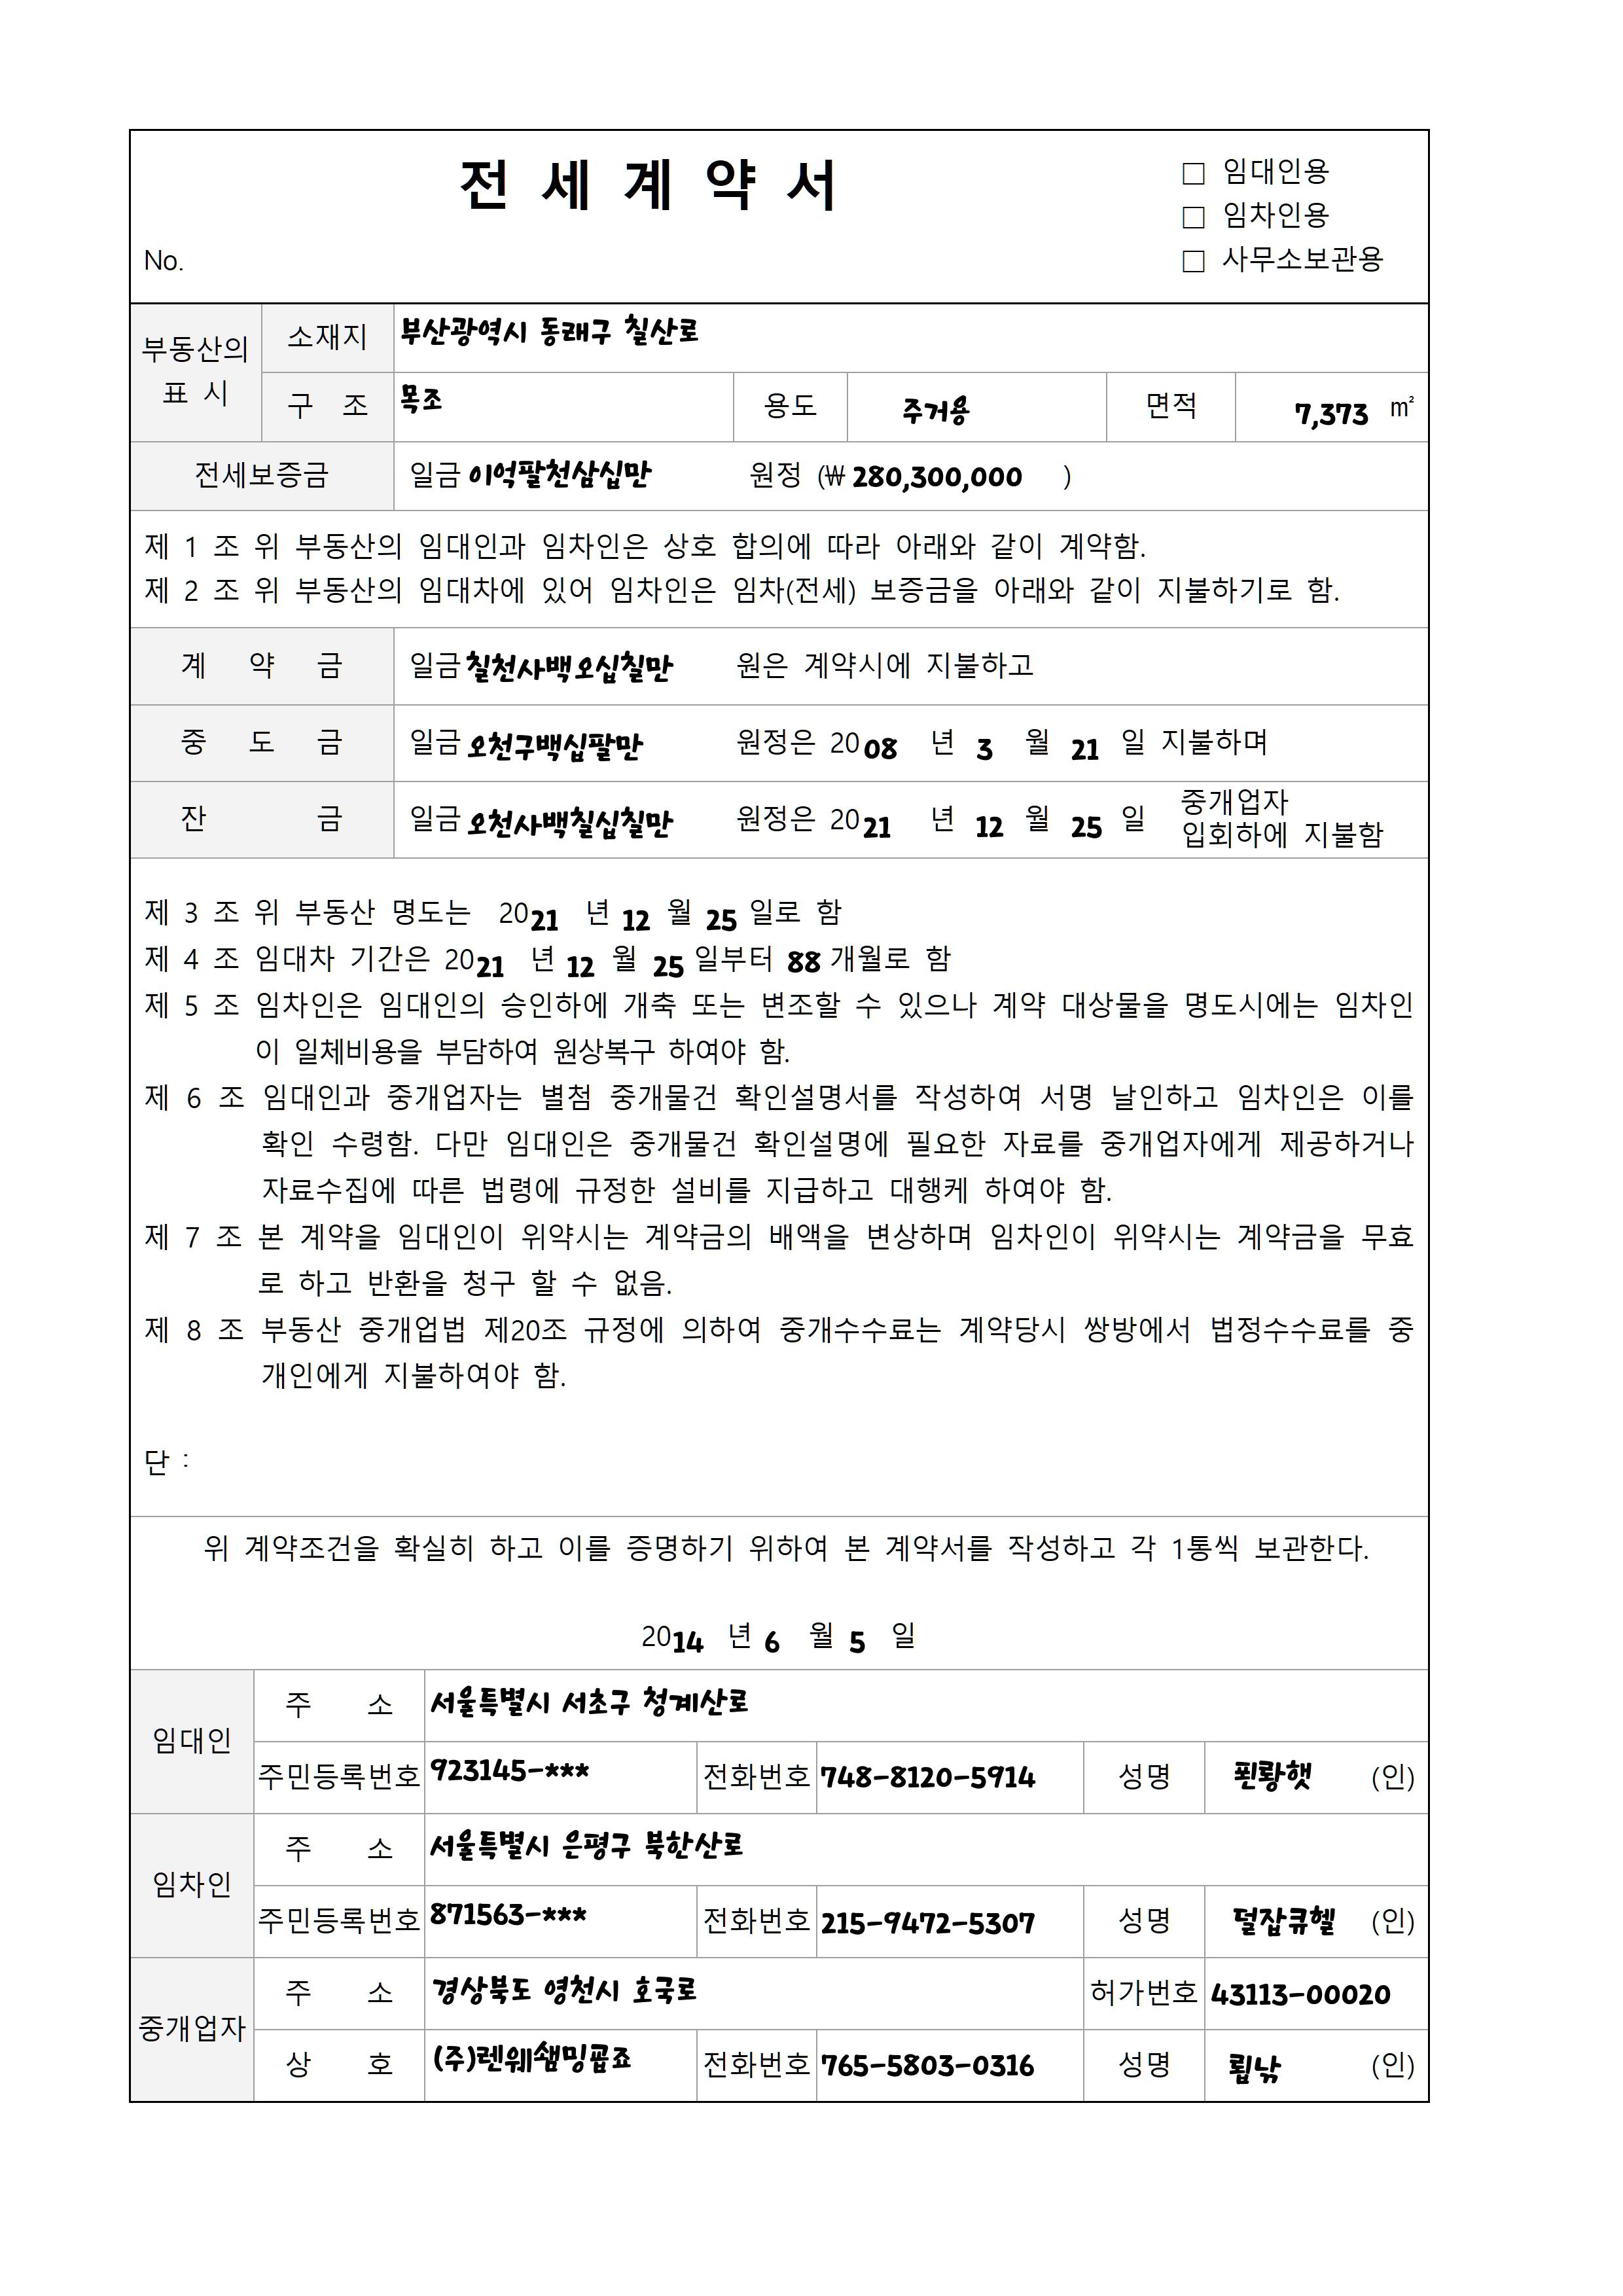 전 세 계 약 서
□ 임대인용
□ 임차인용
No.
□ 사무소보관용
부동산의 표 시
소재지 부산광역시 동래구 칠산로
구 조 목조 용도 주거용 면적 7,373 ㎡
전세보증금 일금 이억팔천삼십만 원정 (₩ 280,300,000 )
제 1 조 위 부동산의 임대인과 임차인은 상호 합의에 따라 아래와 같이 계약함.
제 2 조 위 부동산의 임대차에 있어 임차인은 임차(전세) 보증금을 아래와 같이 지불하기로 함.
계 약 금 일금 칠천사백오십칠만 원은 계약시에 지불하고
중 도 금 일금 오천구백십팔만 원정은 2008 년 3 월 21 일 지불하며
잔 금 일금 오천사백칠십칠만 원정은 2021 년 12 월 25 일 중개업자
입회하에 지불함
제 3 조 위 부동산 명도는 2021 년 12 월 25 일로 함
제 4 조 임대차 기간은 2021 년 12 월 25 일부터 88 개월로 함
제 5 조 임차인은 임대인의 승인하에 개축 또는 변조할 수 있으나 계약 대상물을 명도시에는 임차인
이 일체비용을 부담하여 원상복구 하여야 함.
제 6 조 임대인과 중개업자는 별첨 중개물건 확인설명서를 작성하여 서명 날인하고 임차인은 이를
확인 수령함. 다만 임대인은 중개물건 확인설명에 필요한 자료를 중개업자에게 제공하거나
자료수집에 따른 법령에 규정한 설비를 지급하고 대행케 하여야 함.
제 7 조 본 계약을 임대인이 위약시는 계약금의 배액을 변상하며 임차인이 위약시는 계약금을 무효
로 하고 반환을 청구 할 수 없음.
제 8 조 부동산 중개업법 제20조 규정에 의하여 중개수수료는 계약당시 쌍방에서 법정수수료를 중
개인에게 지불하여야 함.
단 :
위 계약조건을 확실히 하고 이를 증명하기 위하여 본 계약서를 작성하고 각 1통씩 보관한다.
2014 년 6 월 5 일
임대인
주 소 서울특별시 서초구 청계산로
주민등록번호 923145-*** 전화번호 748-8120-5914 성명 푄뢍햇 (인)
임차인
주 소 서울특별시 은평구 북한산로
주민등록번호 871563-*** 전화번호 215-9472-5307 성명 덜잡큐헬 (인)
중개업자
주 소 경상북도 영천시 호국로 허가번호 43113-00020
상 호 (주)렌웨쌤밍곱죠 전화번호 765-5803-0316 성명 륍낚 (인)